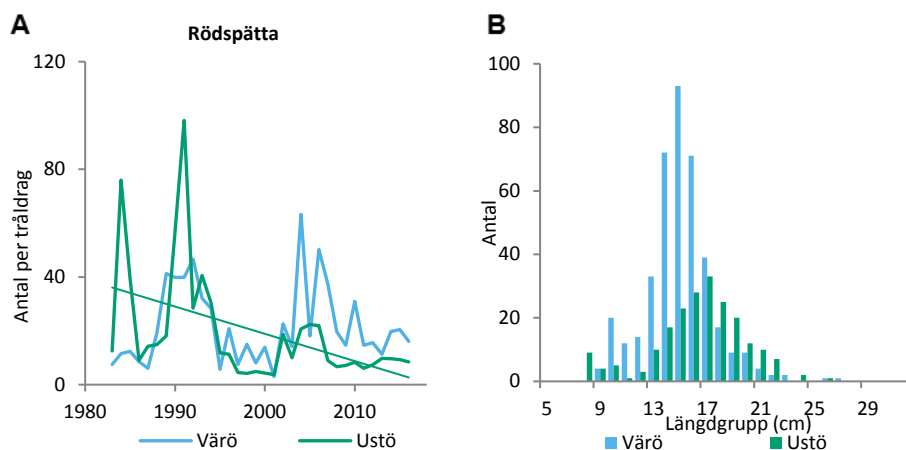 A
Rödspätta
Antal per tråldrag
120
80
40
0
1980 1990 2000 2010
Värö Ustö
B
Antal
100
80
60
40
20
0
5 9 13 17 21 25 29
Längdgrupp (cm)
Värö Ustö